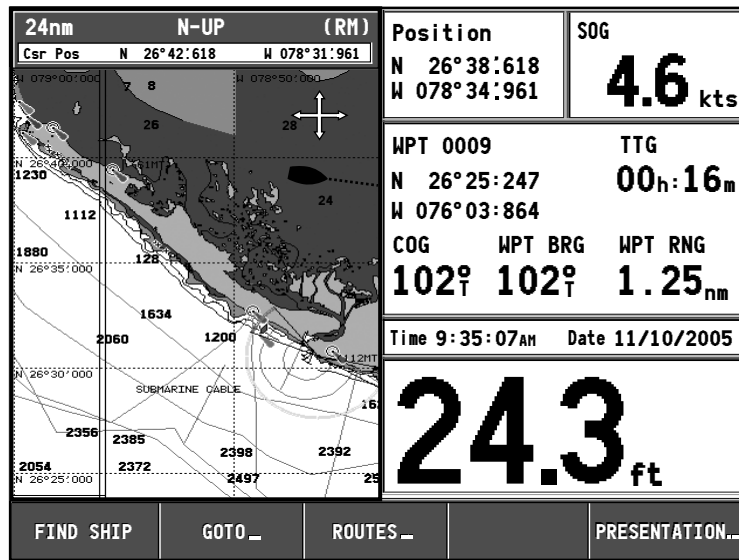 24nm N-UP (RM)
Csr Pos N 26°42.'618 W 078°31.'961
W 079°00.'000 W 078°50.'000
7 8
26 28
N 26°40.'000
1230
24
1112
1880
128
N 26°35.'000
1634
2060 1200
112MT
N 26°30.'000
SUBMARINE CABLE
2356 2385
2398 2392
2054 2372
N 26°25.'000 2497 25
Position
N 26°38.'618
W 078°34.'961
SOG
4.6 kts
WPT 0009
N 26°25:247
W 076°03:864
TTG
00h:16m
COG WPT BRG WPT RNG
102°T 102°T 1.25nm
Time 9:35:07AM Date 11/10/2005
24.3 ft
FIND SHIP GOTO… ROUTES… PRESENTATION…